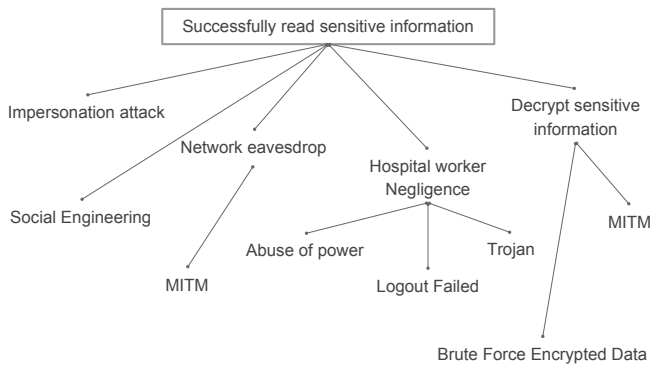 Successfully read sensitive information
Impersonation attack
Decrypt sensitive
information
Network eavesdrop
Hospital worker
Negligence
Social Engineering
MITM
Abuse of power
Trojan
MITM
Logout Failed
Brute Force Encrypted Data